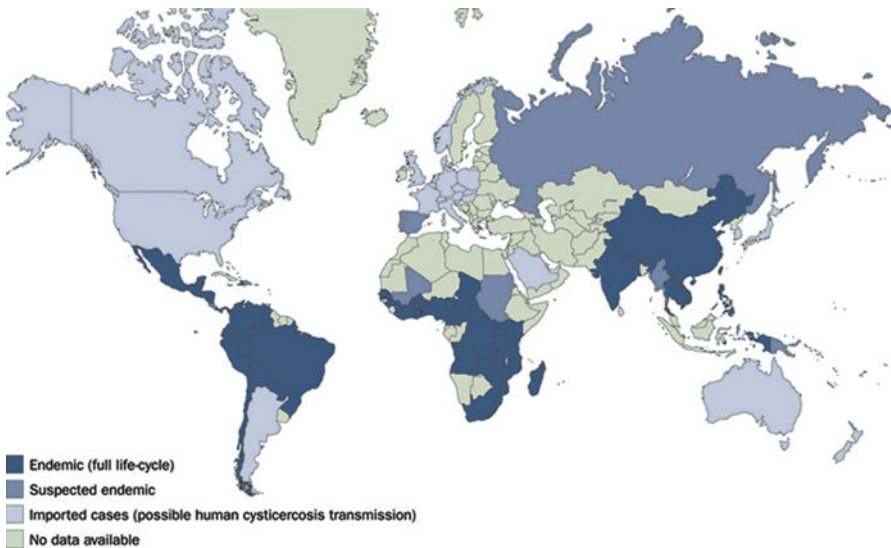 Endemic (full life-cycle)
Suspected endemic
Imported cases (possible human cysticercosis transmission)
No data available